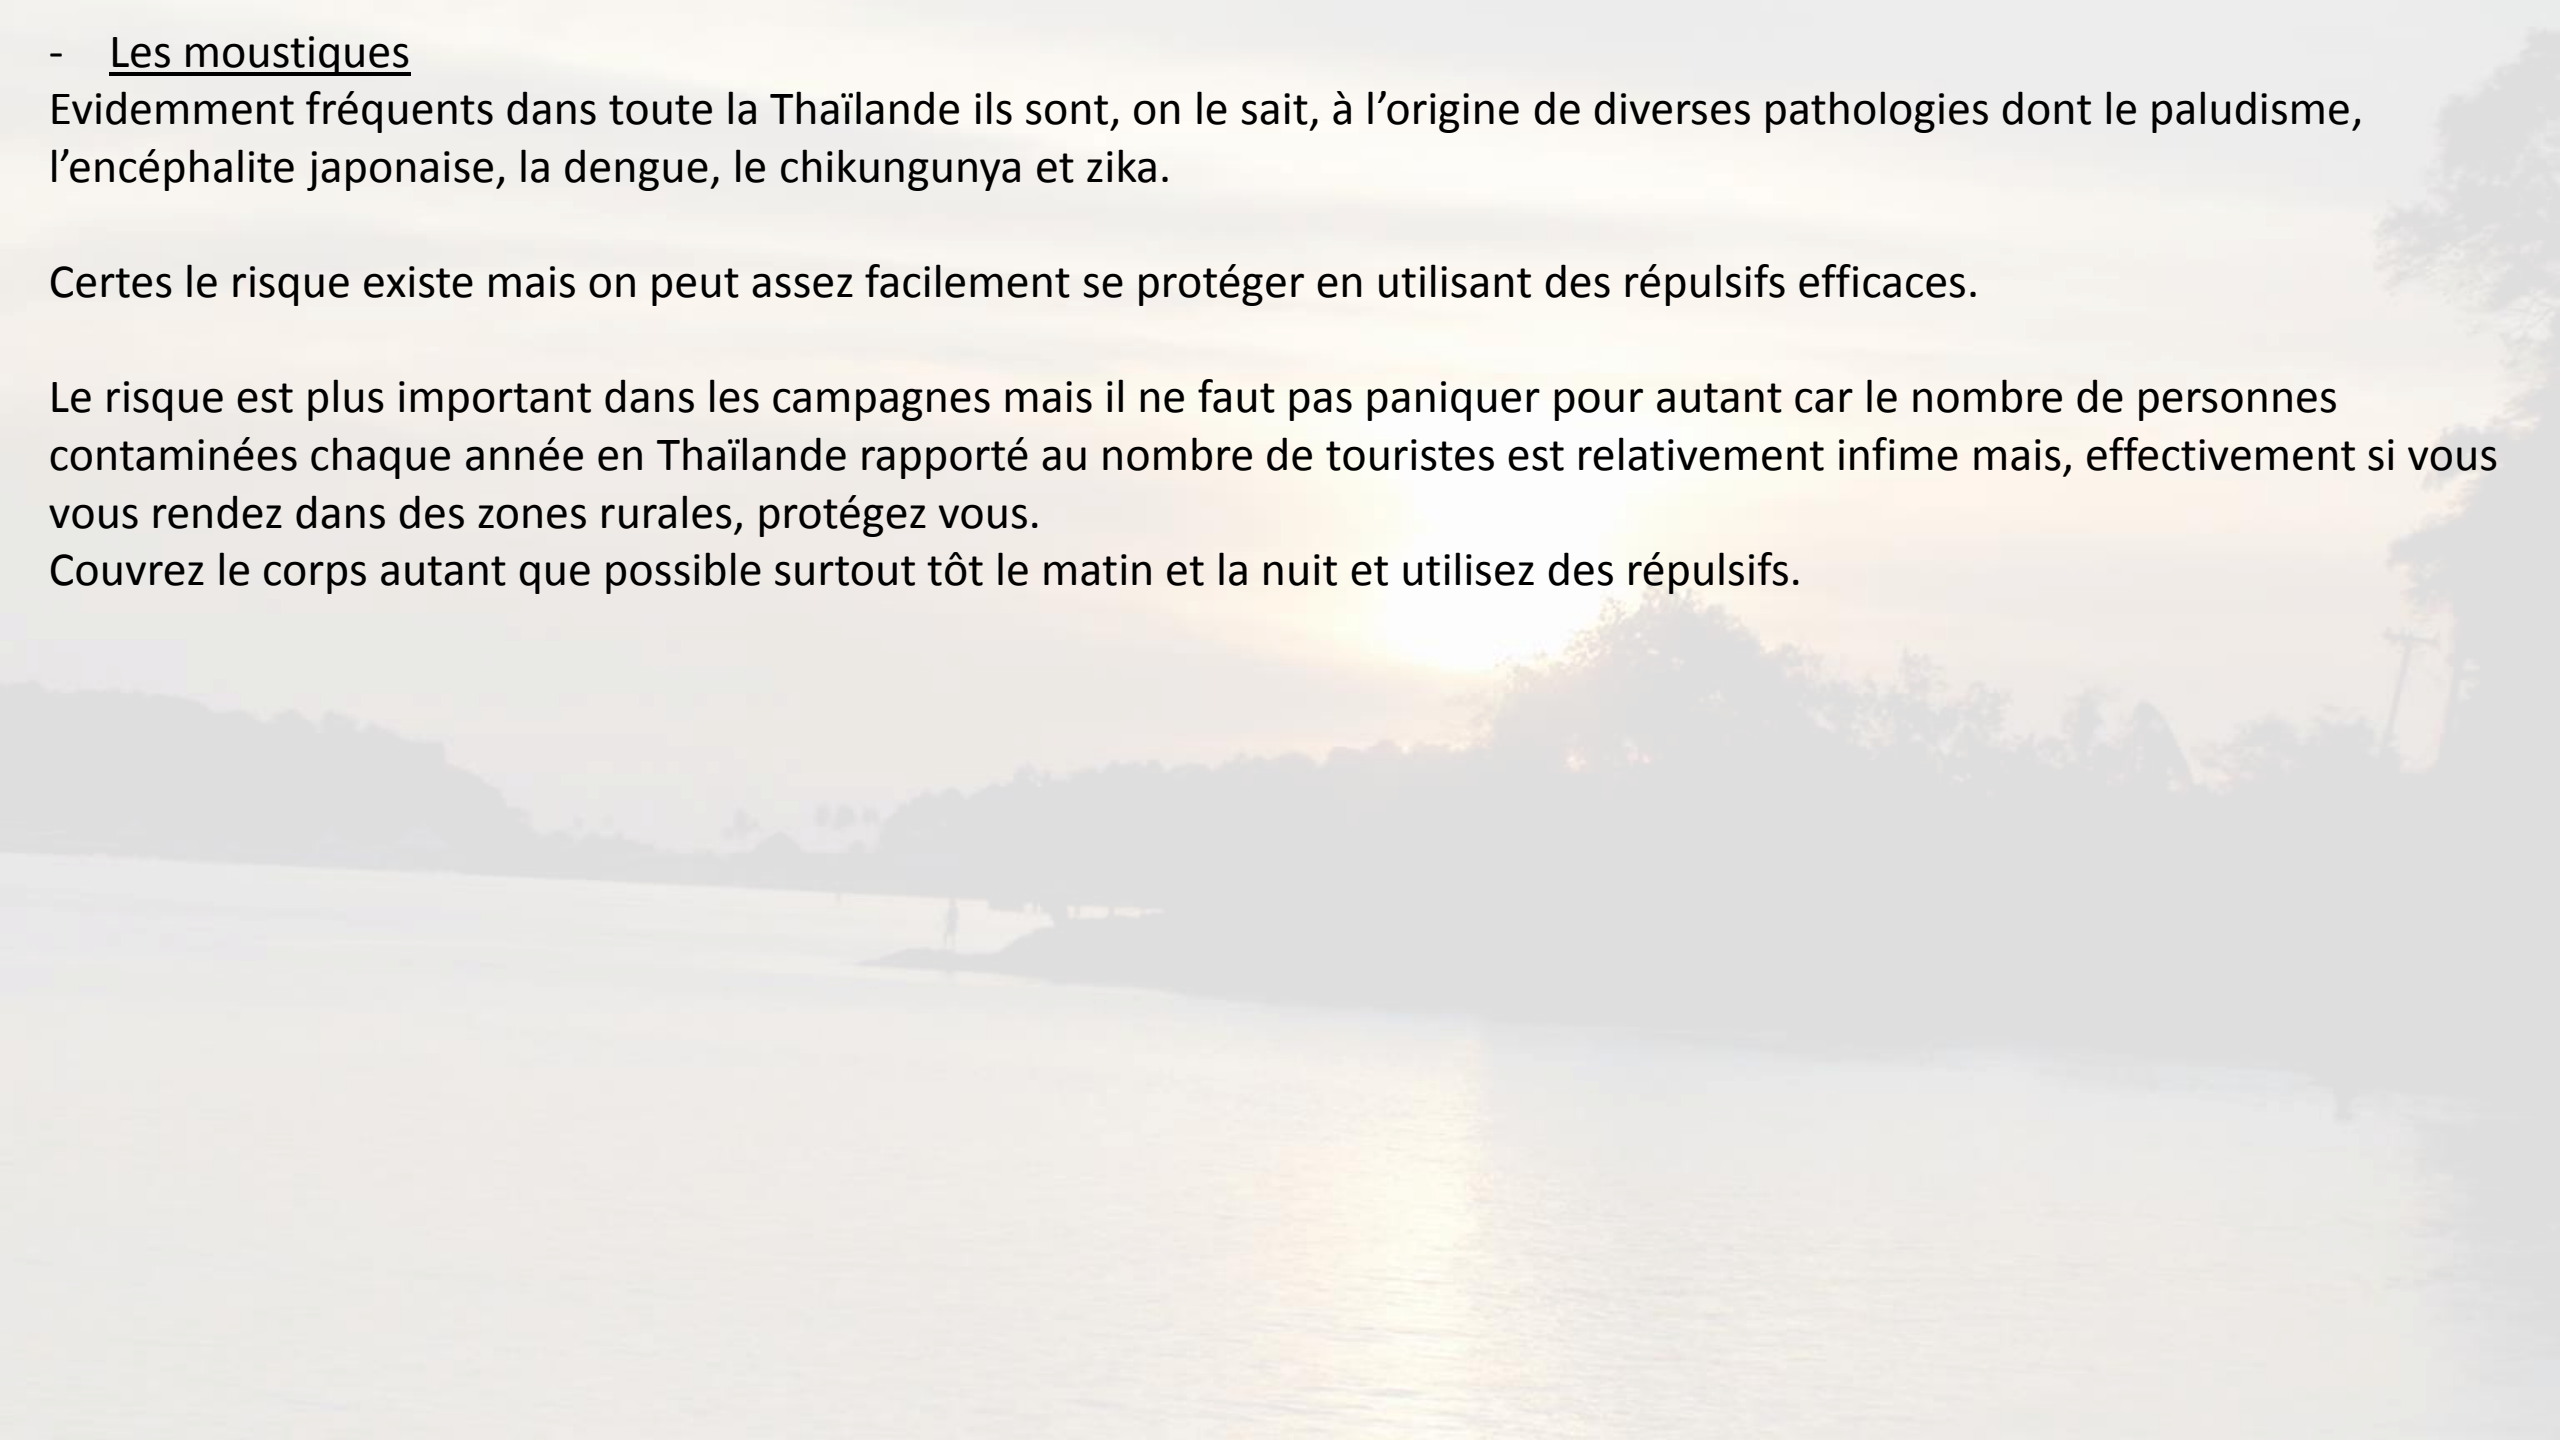 - Les moustiques
Evidemment fréquents dans toute la Thaïlande ils sont, on le sait, à l’origine de diverses pathologies dont le paludisme,
l’encéphalite japonaise, la dengue, le chikungunya et zika.
Certes le risque existe mais on peut assez facilement se protéger en utilisant des répulsifs efficaces.
Le risque est plus important dans les campagnes mais il ne faut pas paniquer pour autant car le nombre de personnes
contaminées chaque année en Thaïlande rapporté au nombre de touristes est relativement infime mais, effectivement si vous
vous rendez dans des zones rurales, protégez vous.
Couvrez le corps autant que possible surtout tôt le matin et la nuit et utilisez des répulsifs.